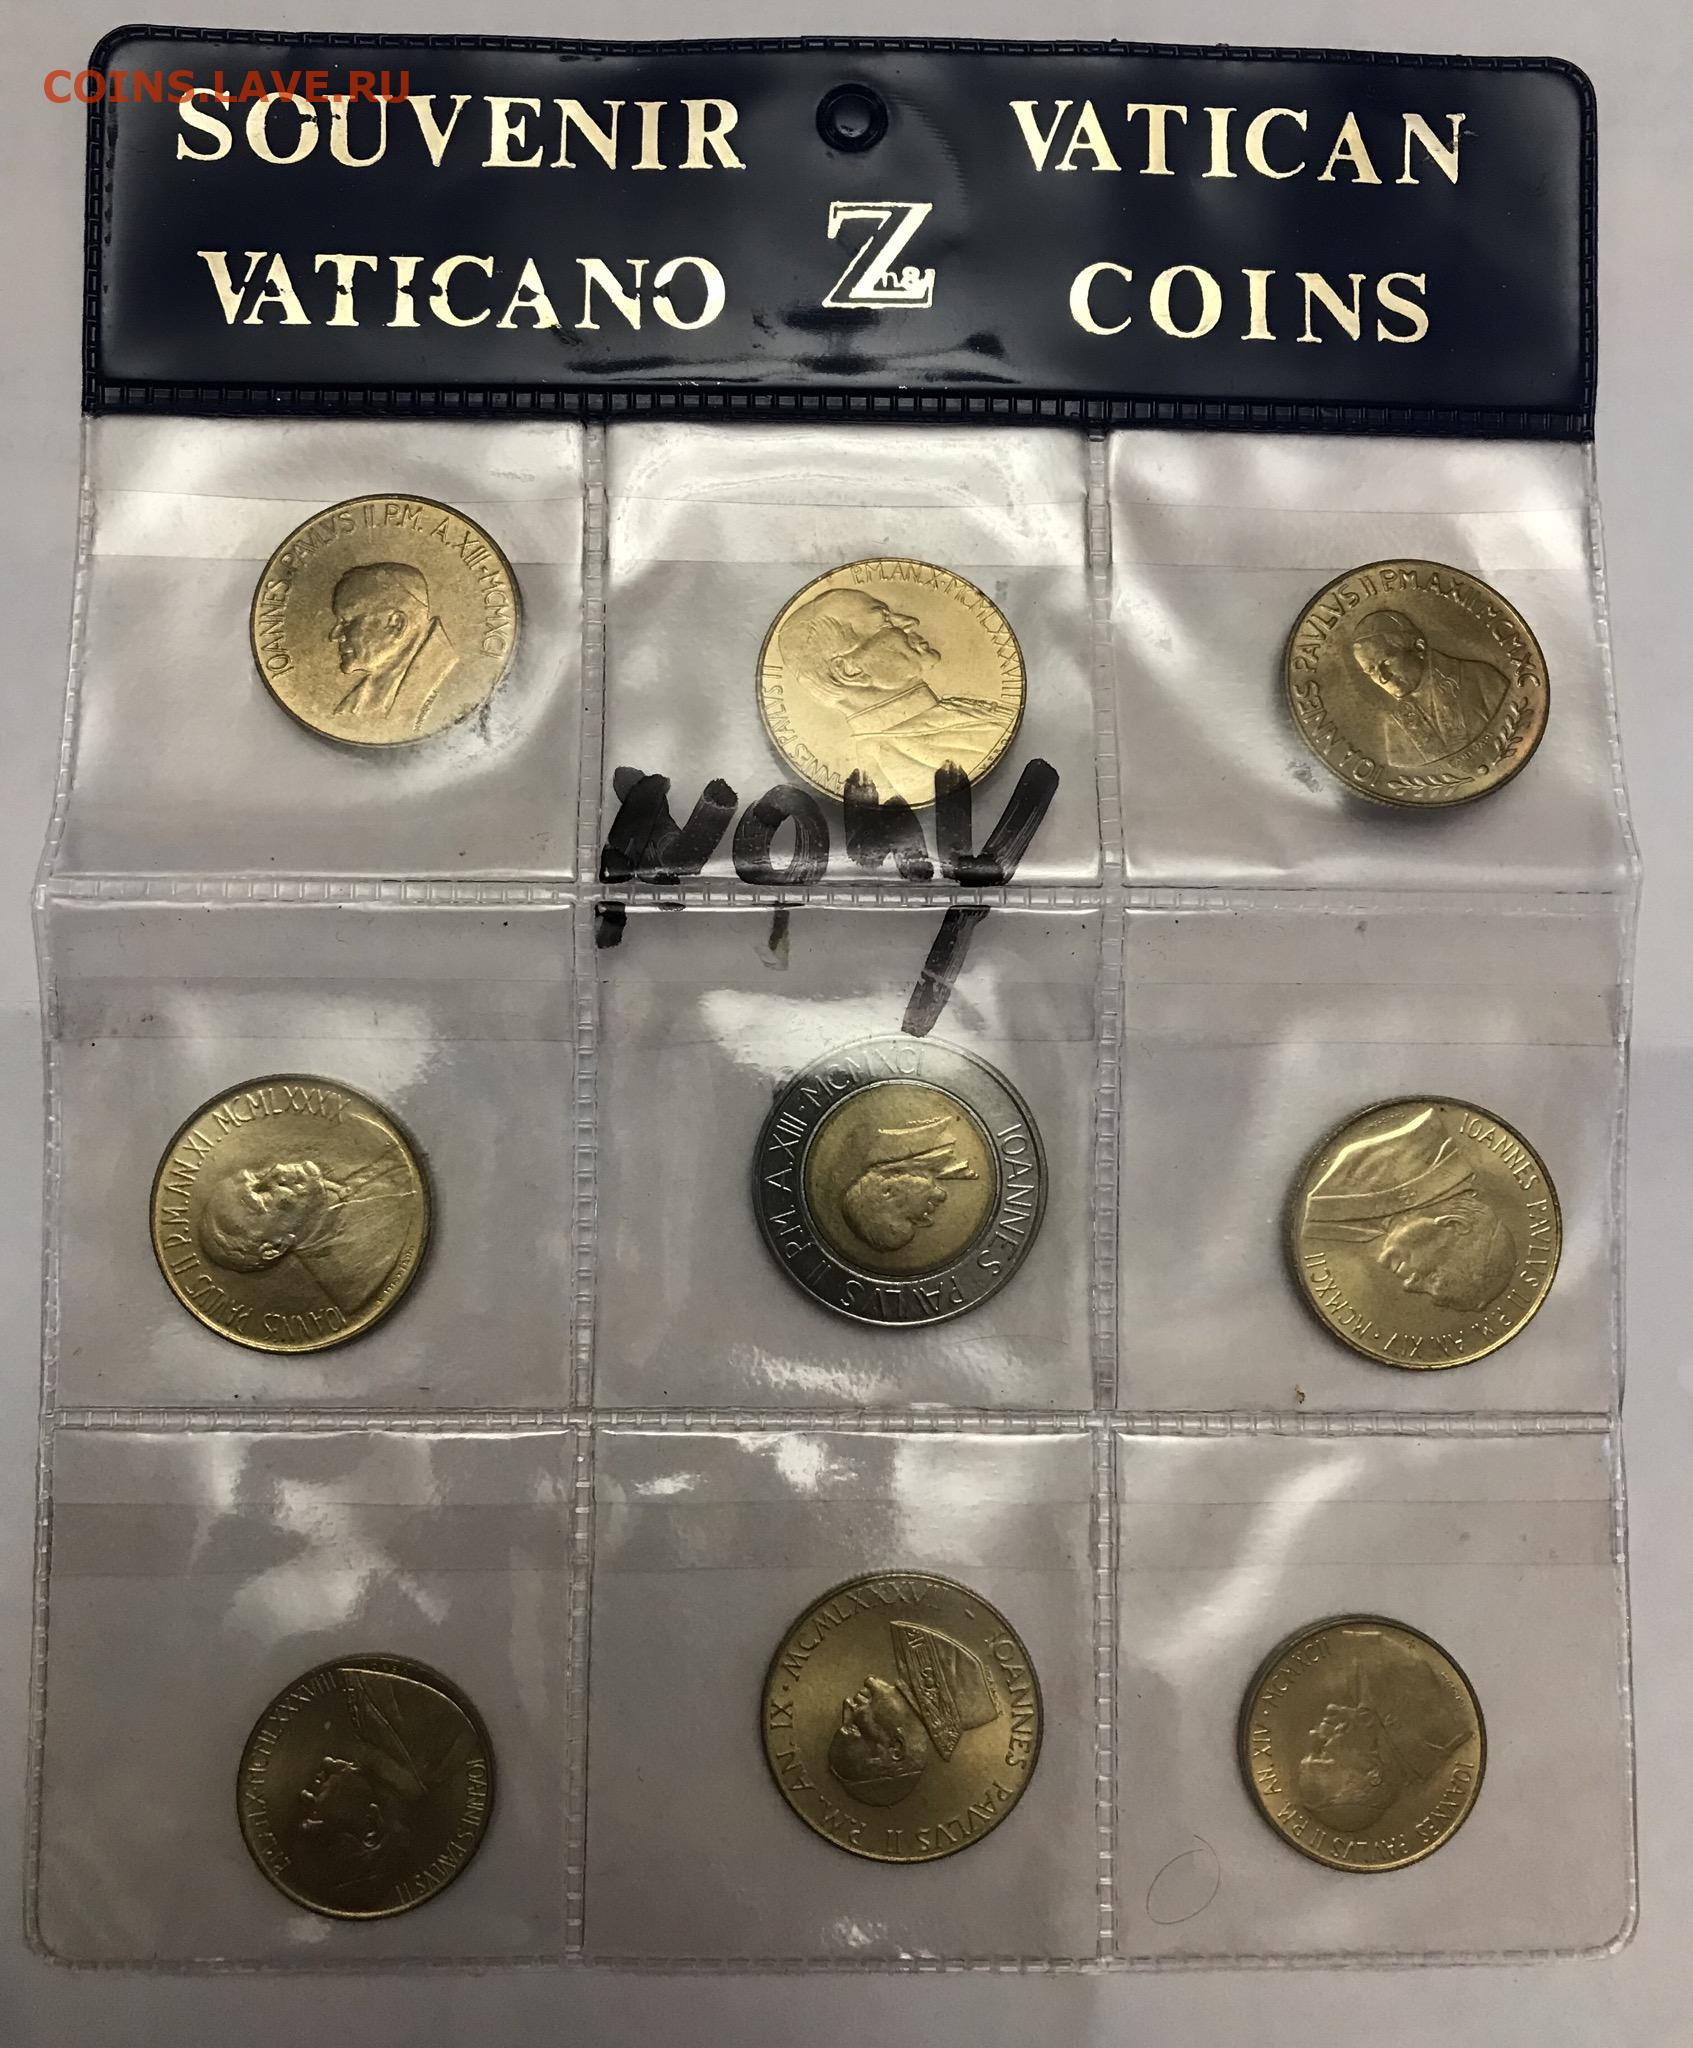 COINS.LAVE.RU
SOUVENIR VATICAN
VATICANO Z COINS
IOANNES PAVLVS II. P.M. A. XIII · MCMXCI
P.M. AN. X · MCMLXXXVIII
PAVLVS II
IOANNES PAVLVS II P.M. A. XII MCMXC
IOANNES PAVLVS II P.M. AN. XI. MCMLXXXX
IOANNES PAVLVS II P.M. A. XIII · MCMXCI
IOANNES PAVLVS II P.M. AN. XIV · MCMXCII
MCMLXXXVIII
IOANNES PAVLVS II
IOANNES PAVLVS II P.M. AN. IX · MCMLXXXVII
IOANNES PAVLVS II P.M. AN. XIV · MCMXCII